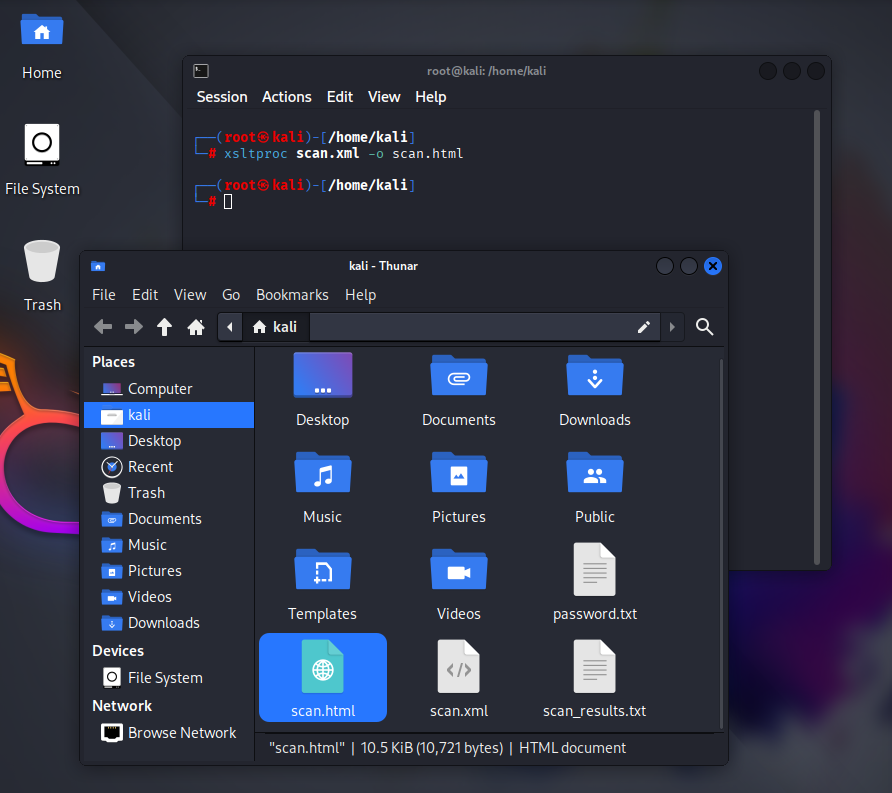 Home
File System
Trash
root@kali: /home/kali
Session Actions Edit View Help
┌──(root㉿kali)-[/home/kali]
└─# xsltproc scan.xml -o scan.html
┌──(root㉿kali)-[/home/kali]
└─#
kali - Thunar
File Edit View Go Bookmarks Help
kali
Places
Computer
kali
Desktop
Recent
Trash
Documents
Music
Pictures
Videos
Downloads
Devices
File System
Network
Browse Network
Desktop Documents Downloads
Music Pictures Public
Templates Videos password.txt
scan.html scan.xml scan_results.txt
"scan.html" | 10.5 KiB (10,721 bytes) | HTML document